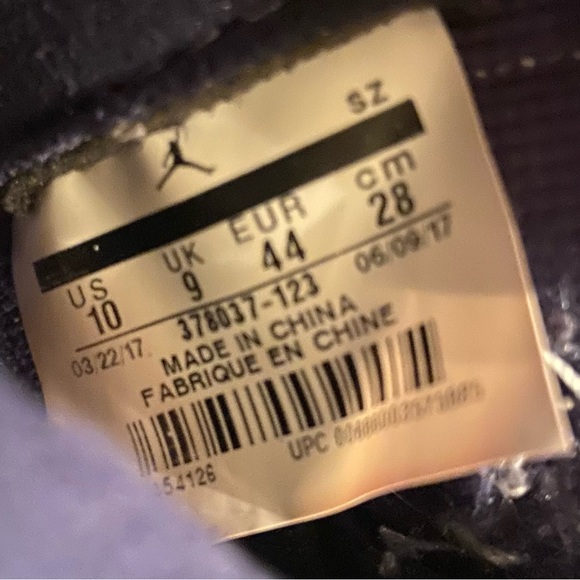 SZ
US UK EUR cm
10 9 44 28
03/22/17 06/09/17
378037-123
MADE IN CHINA
FABRIQUE EN CHINE
54126
UPC